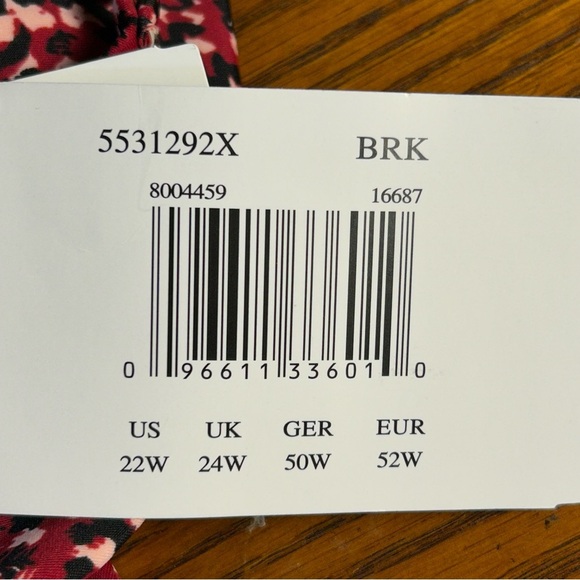 5531292X BRK
8004459 16687
0 96611 33601 0
US UK GER EUR
22W 24W 50W 52W